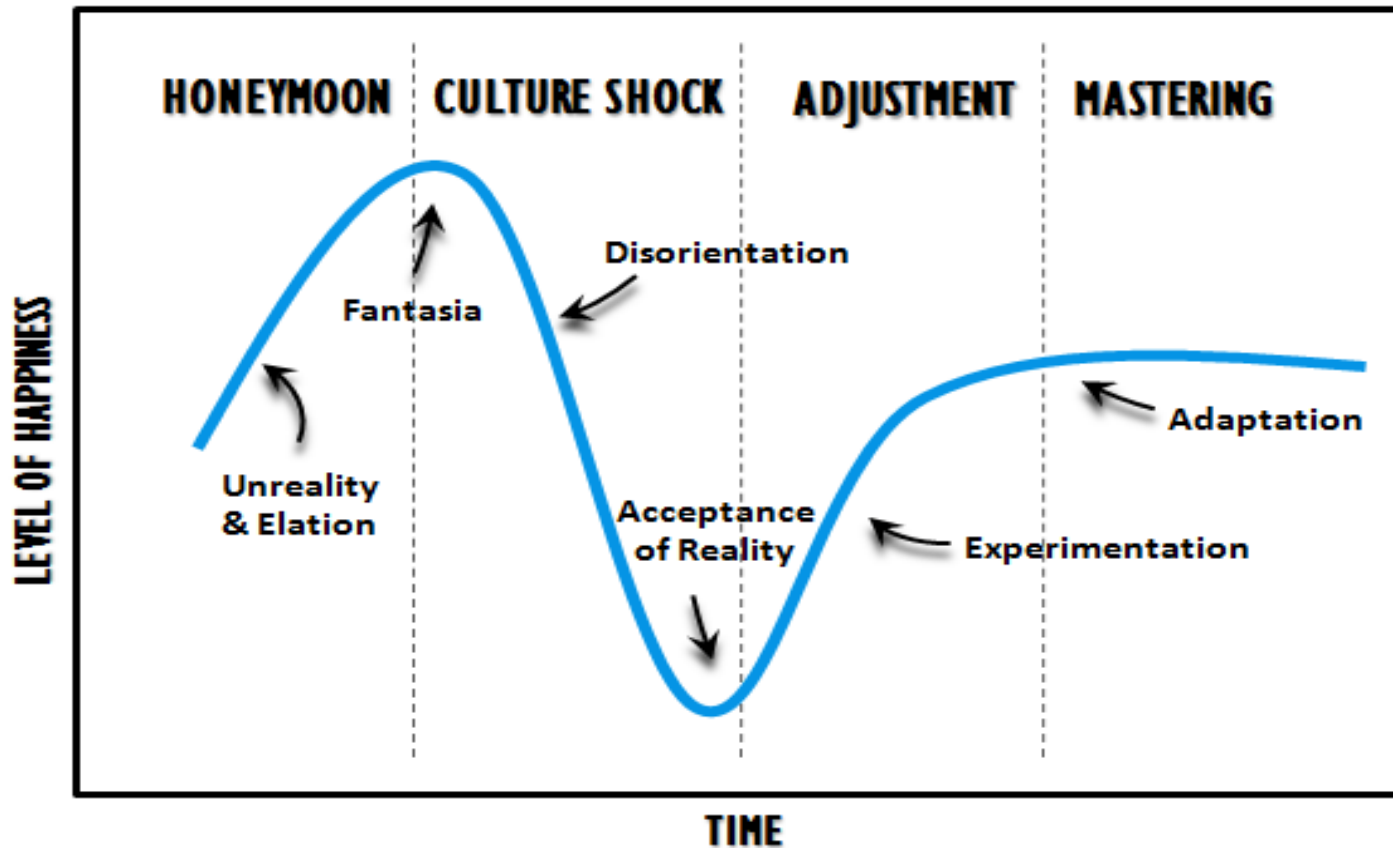 HONEYMOON
CULTURE SHOCK
ADJUSTMENT
MASTERING
Disorientation
Fantasia
LEVEL OF HAPPINESS
Adaptation
Unreality
& Elation
Acceptance
of Reality
Experimentation
TIME